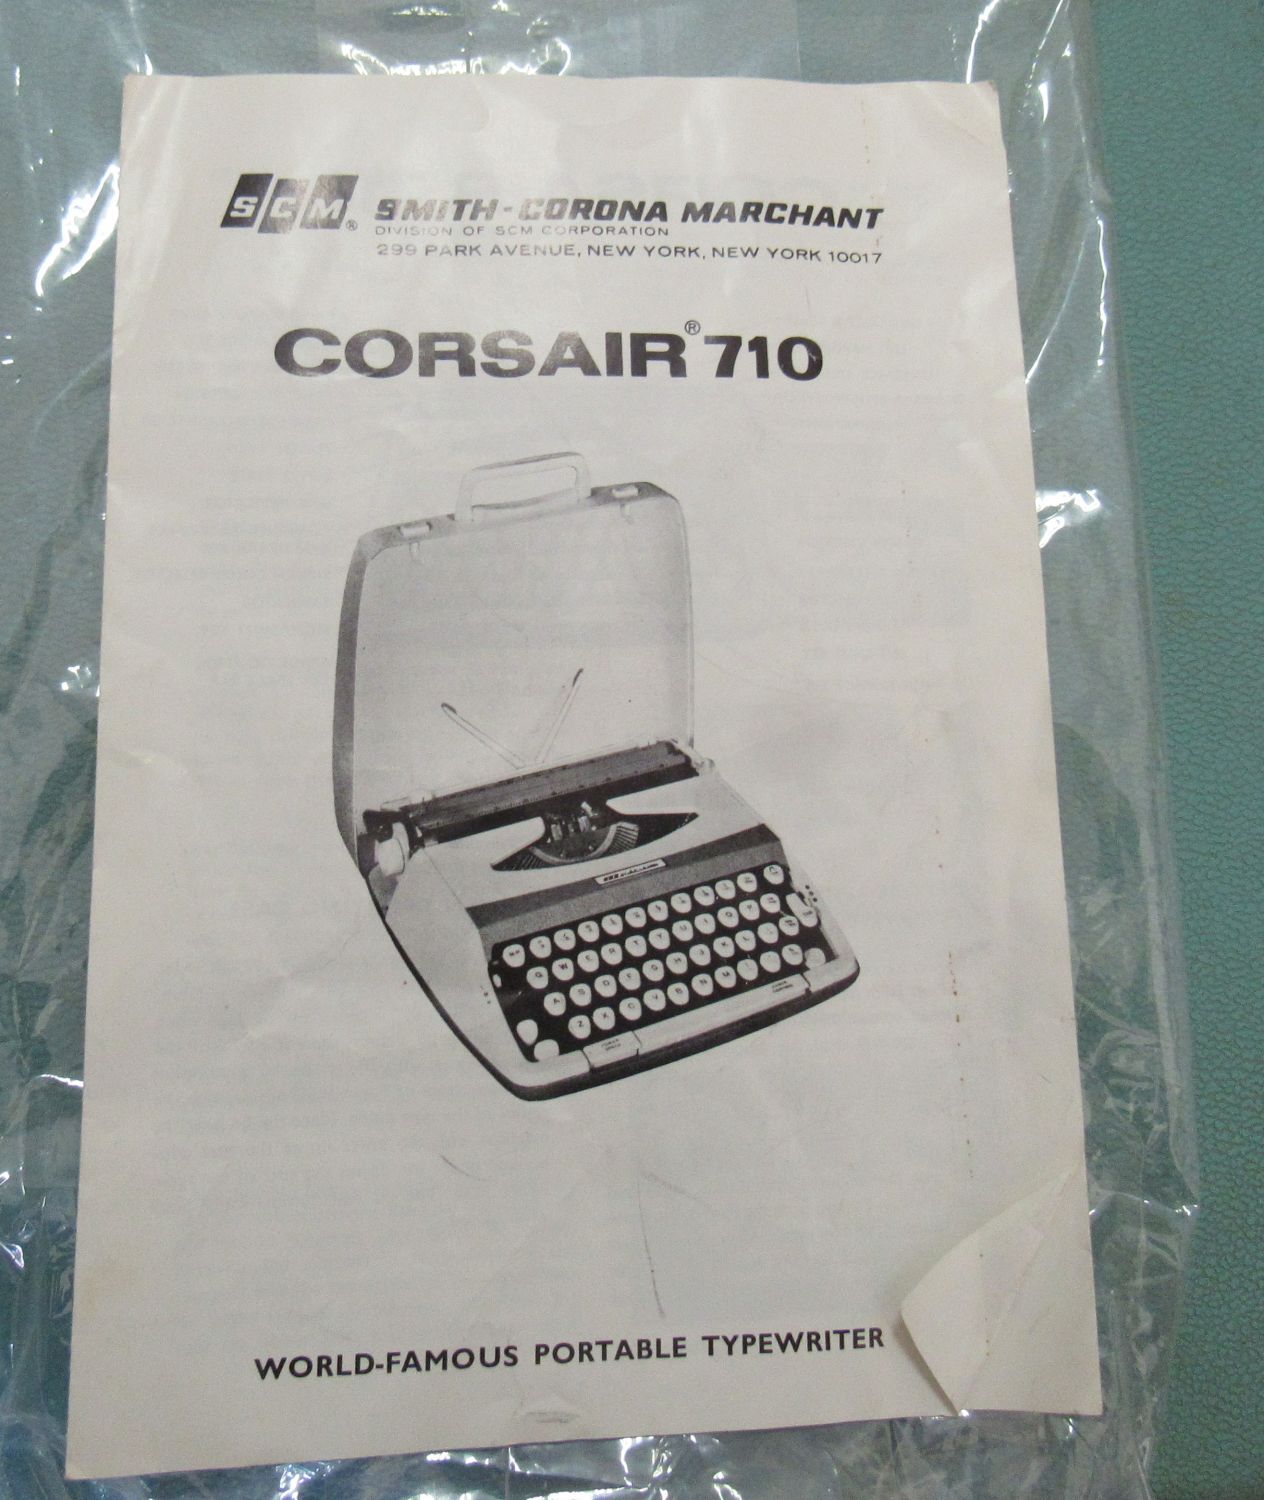 SCM®
SMITH-CORONA MARCHANT
DIVISION OF SCM CORPORATION
299 PARK AVENUE, NEW YORK, NEW YORK 10017
CORSAIR® 710
WORLD-FAMOUS PORTABLE TYPEWRITER